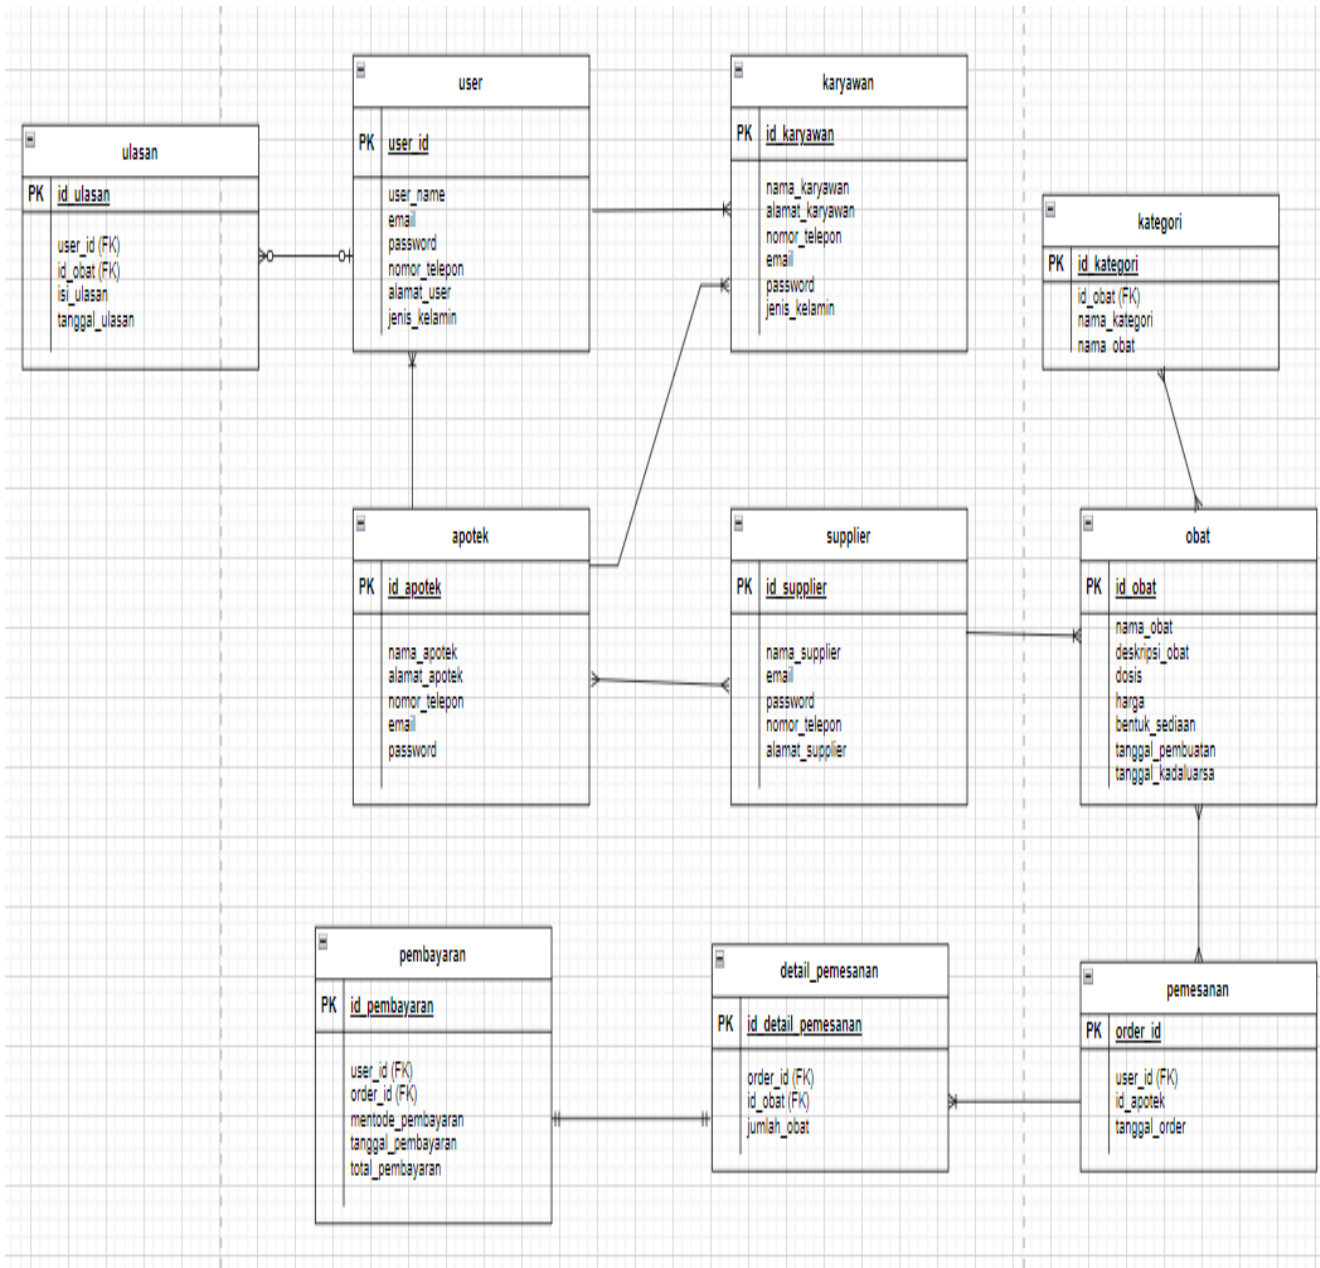 ulasan
PK id_ulasan
user_id (FK)
id_obat (FK)
isi_ulasan
tanggal_ulasan
user
PK user_id
user_name
email
password
nomor_telepon
alamat_user
jenis_kelamin
karyawan
PK id_karyawan
nama_karyawan
alamat_karyawan
nomor_telepon
email
password
jenis_kelamin
kategori
PK id_kategori
id_obat (FK)
nama_kategori
nama_obat
apotek
PK id_apotek
nama_apotek
alamat_apotek
nomor_telepon
email
password
supplier
PK id_supplier
nama_supplier
email
password
nomor_telepon
alamat_supplier
obat
PK id_obat
nama_obat
deskripsi_obat
dosis
harga
bentuk_sediaan
tanggal_pembuatan
tanggal_kadaluarsa
pembayaran
PK id_pembayaran
user_id (FK)
order_id (FK)
mentode_pembayaran
tanggal_pembayaran
total_pembayaran
detail_pemesanan
PK id_detail_pemesanan
order_id (FK)
id_obat (FK)
jumlah_obat
pemesanan
PK order_id
user_id (FK)
id_apotek
tanggal_order